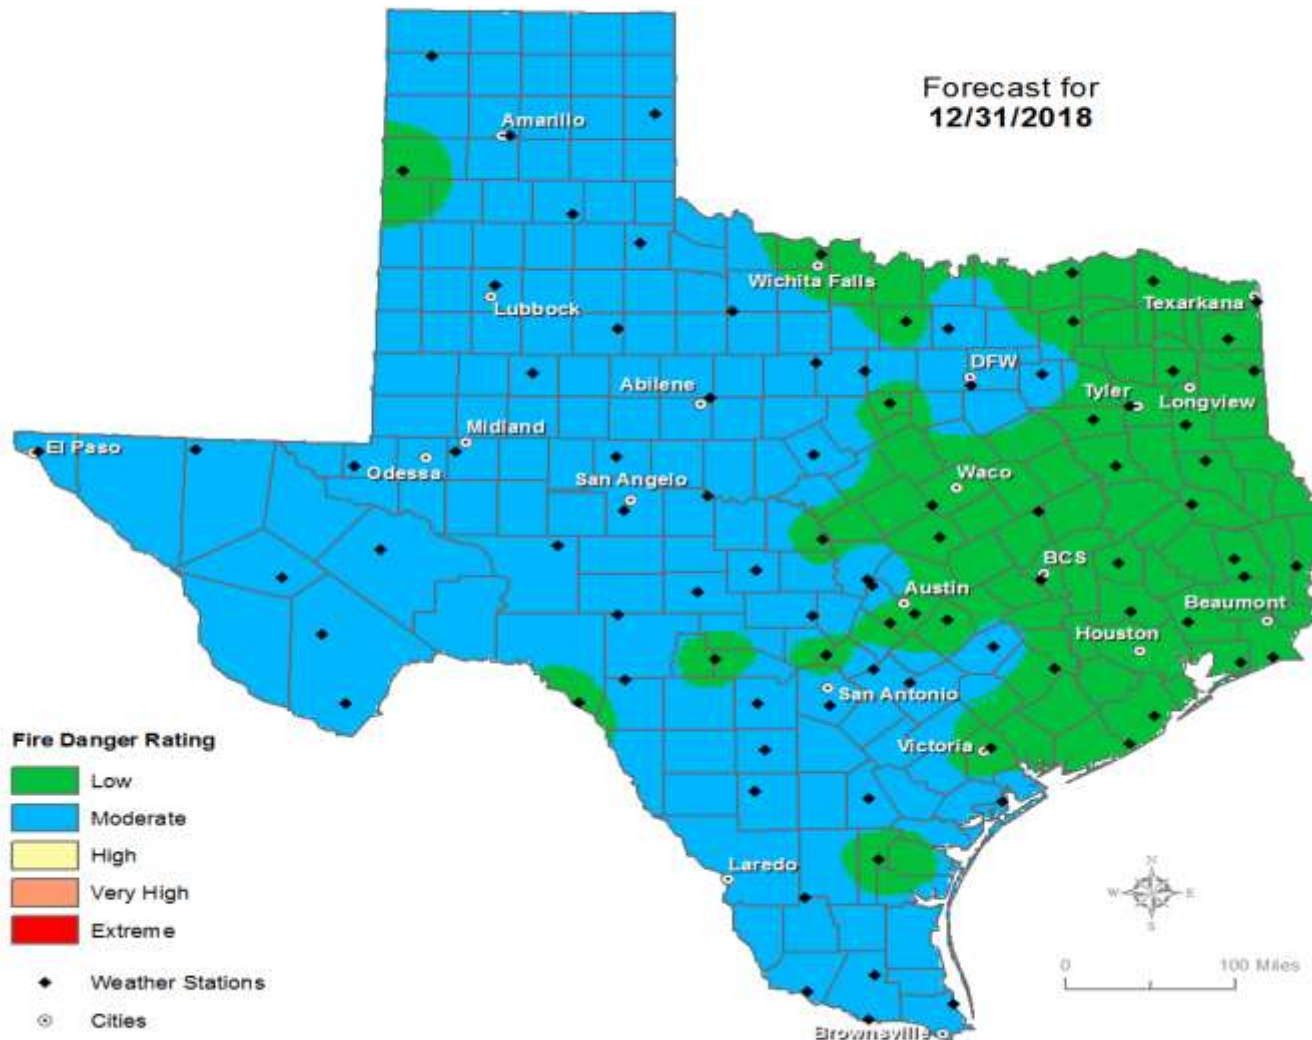 Forecast for
12/31/2018
Amarillo
Wichita Falls
Texarkana
Lubbock
DFW
Abilene
Tyler
Longview
El Paso
Midland
Odessa
San Angelo
Waco
BCS
Austin
Beaumont
Houston
San Antonio
Victoria
Laredo
Brownsville
Fire Danger Rating
Low
Moderate
High
Very High
Extreme
Weather Stations
Cities
N
W E
S
0 100 Miles